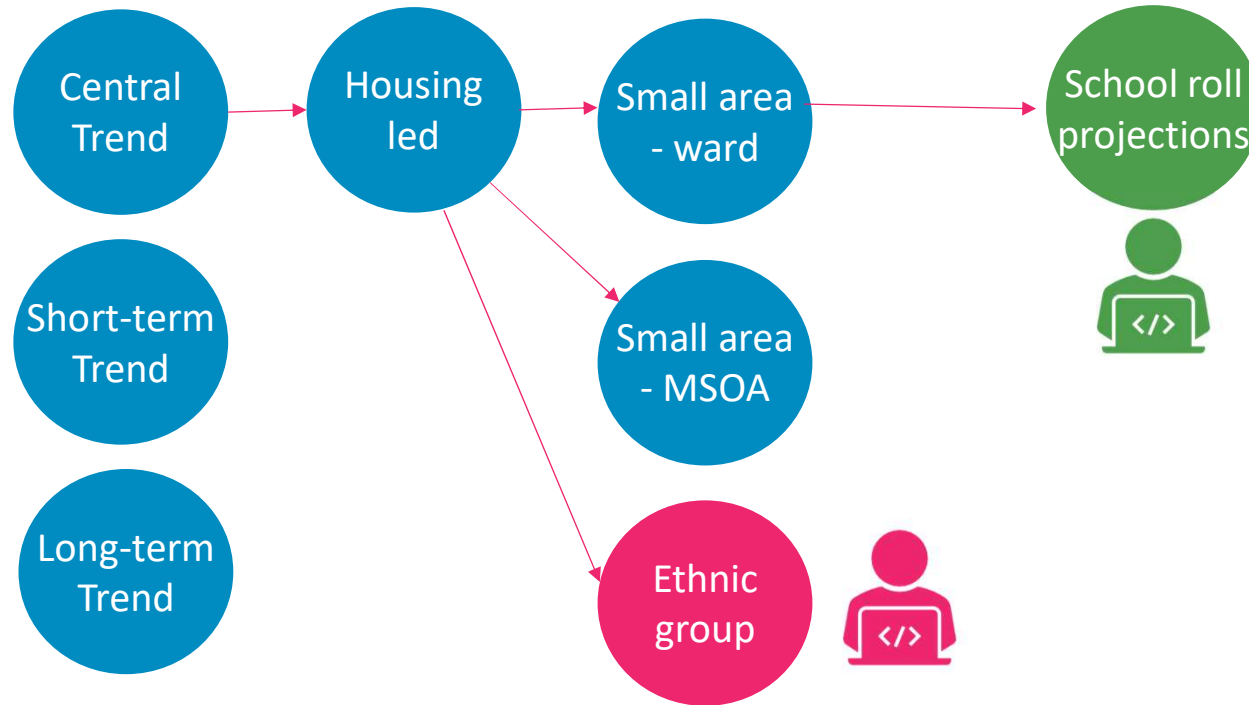 Central
Trend
Housing
led
Small area
- ward
School roll
projections
Short-term
Trend
Small area
- MSOA
</>
Long-term
Trend
Ethnic
group
</>